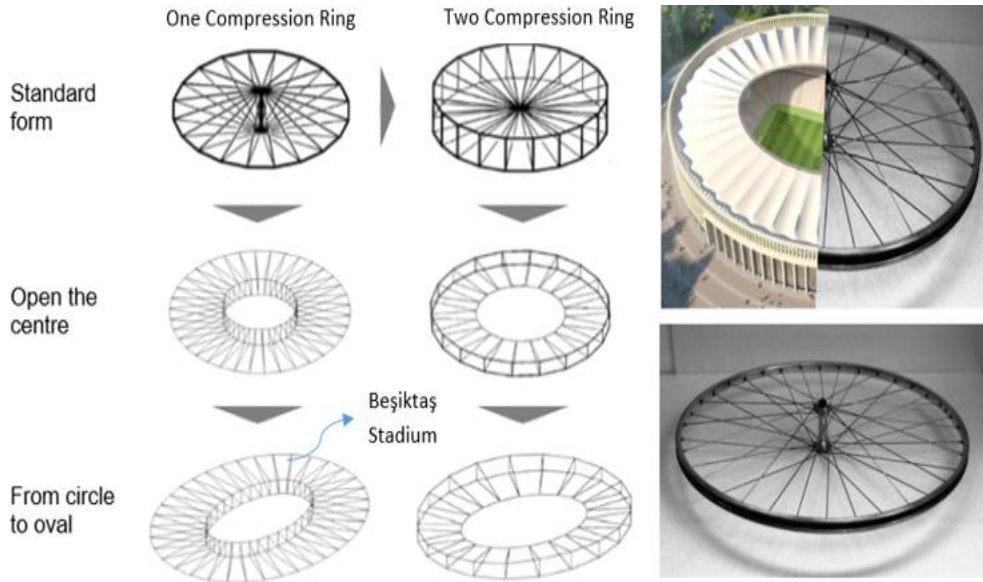 One Compression Ring
Two Compression Ring
Standard
form
Open the
centre
Beşiktaş
Stadium
From circle
to oval